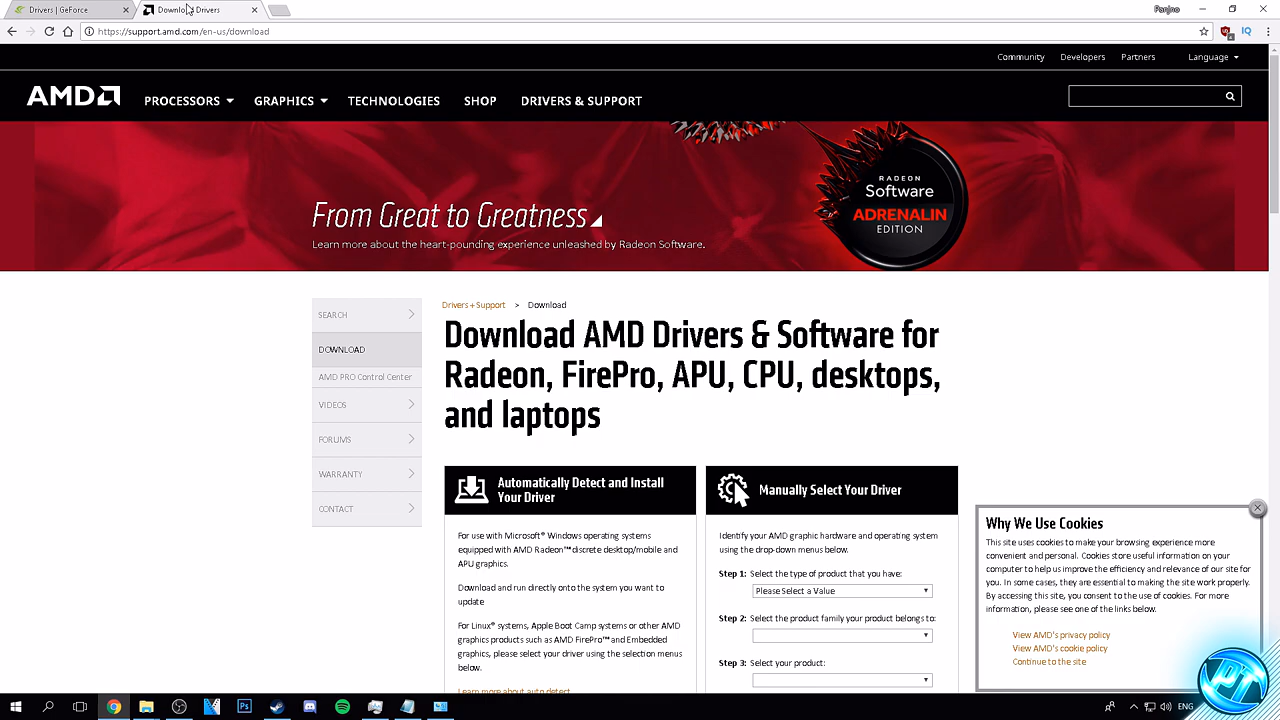 Drivers | GeForce
Download Drivers
Panjno
https://support.amd.com/en-us/download
Community
Developers
Partners
Language
AMD
PROCESSORS
GRAPHICS
TECHNOLOGIES
SHOP
DRIVERS & SUPPORT
RADEON
Software
ADRENALIN
EDITION
From Great to Greatness
Learn more about the heart-pounding experience unleashed by Radeon Software.
SEARCH
DOWNLOAD
AMD PRO Control Center
VIDEOS
FORUMS
WARRANTY
CONTACT
Drivers + Support > Download
Download AMD Drivers & Software for
Radeon, FirePro, APU, CPU, desktops,
and laptops
Automatically Detect and Install
Your Driver
For use with Microsoft® Windows operating systems
equipped with AMD Radeon™ discrete desktop/mobile and
APU graphics.
Download and run directly onto the system you want to
update
For Linux® systems, Apple Boot Camp systems or other AMD
graphics products such as AMD FirePro™ and Embedded
graphics, please select your driver using the selection menus
below.
Learn more about auto detect
Manually Select Your Driver
Identify your AMD graphic hardware and operating system
using the drop-down menus below.
Step 1: Select the type of product that you have:
Please Select a Value
Step 2: Select the product family your product belongs to:
Step 3: Select your product:
Why We Use Cookies
This site uses cookies to make your browsing experience more
convenient and personal. Cookies store useful information on your
computer to help us improve the efficiency and relevance of our site for
you. In some cases, they are essential to making the site work properly.
By accessing this site, you consent to the use of cookies. For more
information, please see one of the links below.
View AMD's privacy policy
View AMD's cookie policy
Continue to the site
PT
ENG